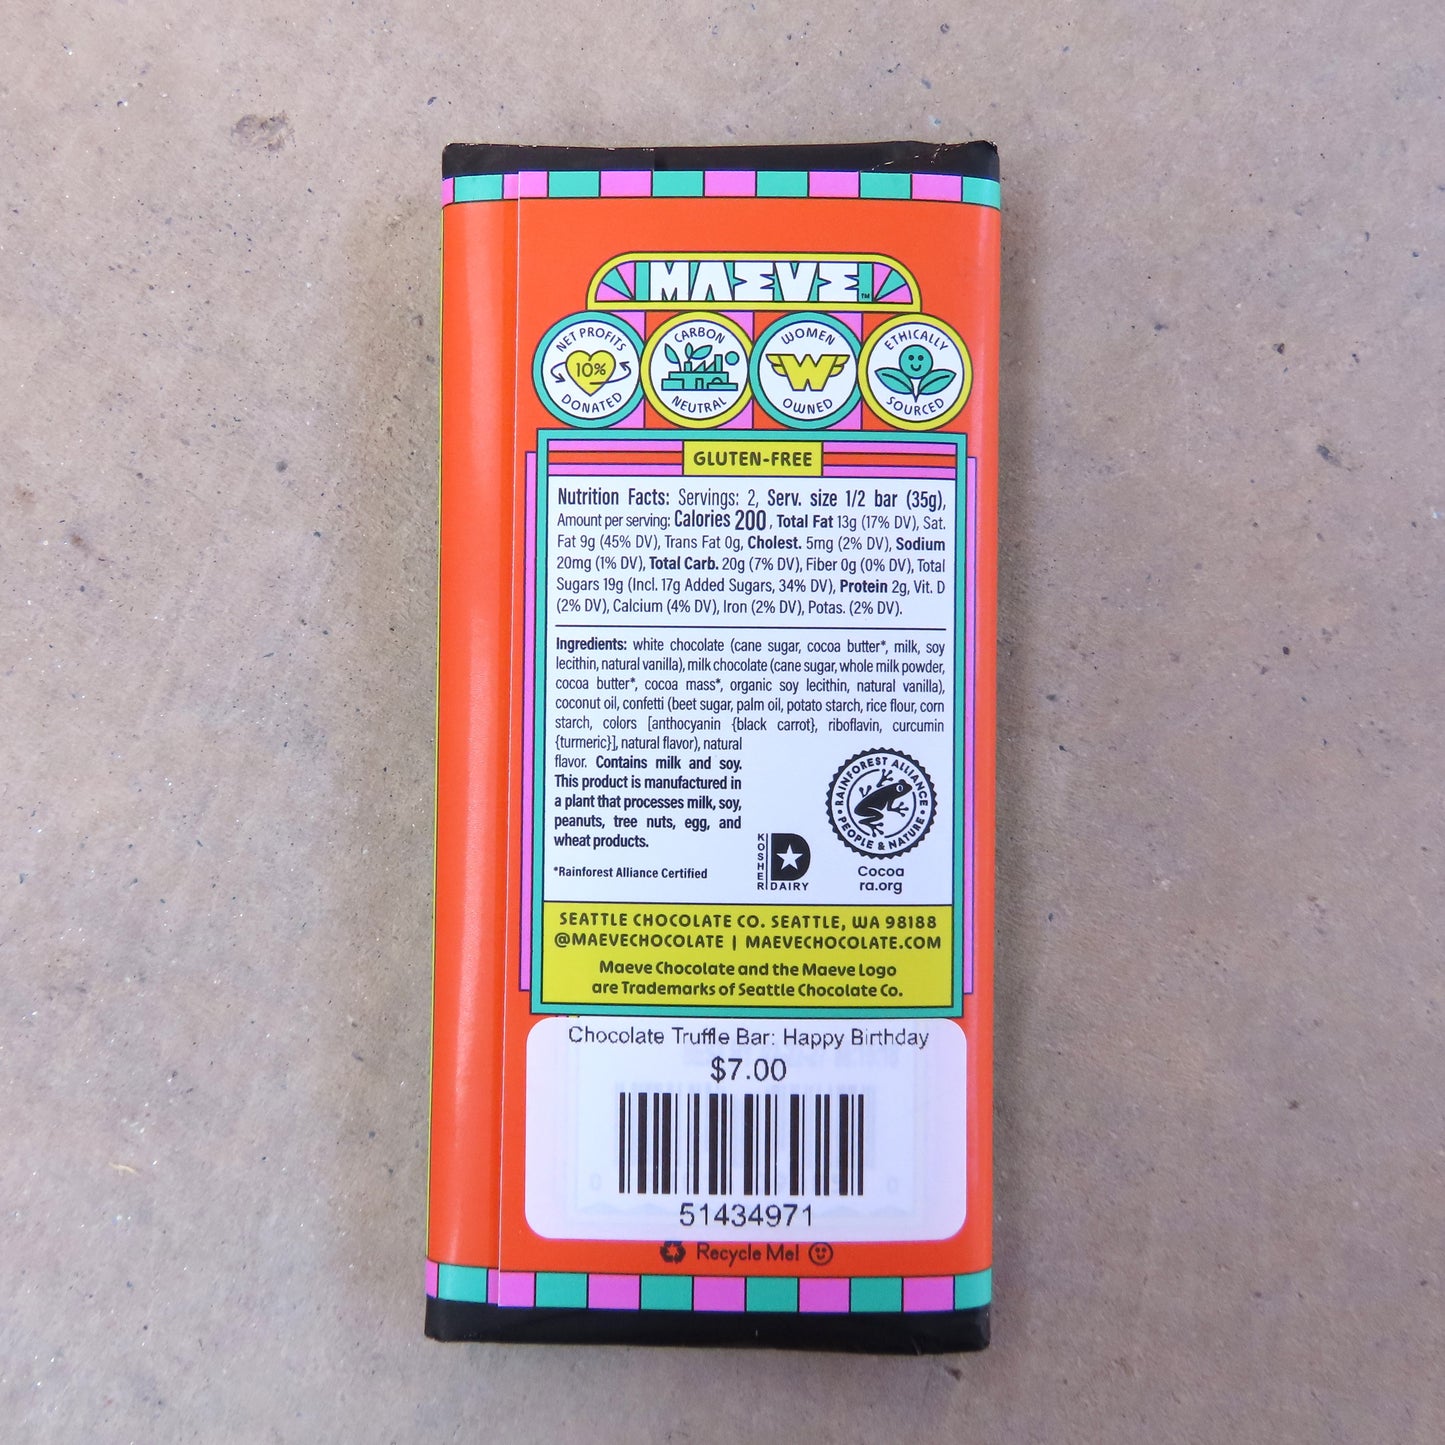 MAEVE™
NET PROFITS
10%
DONATED
CARBON
NEUTRAL
WOMEN
W
OWNED
ETHICALLY
SOURCED
GLUTEN-FREE
Nutrition Facts: Servings: 2, Serv. size 1/2 bar (35g),
Amount per serving: Calories 200, Total Fat 13g (17% DV), Sat.
Fat 9g (45% DV), Trans Fat 0g, Cholest. 5mg (2% DV), Sodium
20mg (1% DV), Total Carb. 20g (7% DV), Fiber 0g (0% DV), Total
Sugars 19g (Incl. 17g Added Sugars, 34% DV), Protein 2g, Vit. D
(2% DV), Calcium (4% DV), Iron (2% DV), Potas. (2% DV).
Ingredients: white chocolate (cane sugar, cocoa butter*, milk, soy
lecithin, natural vanilla), milk chocolate (cane sugar, whole milk powder,
cocoa butter*, cocoa mass*, organic soy lecithin, natural vanilla),
coconut oil, confetti (beet sugar, palm oil, potato starch, rice flour, corn
starch, colors [anthocyanin {black carrot}, riboflavin, curcumin
{turmeric}], natural flavor), natural
flavor. Contains milk and soy.
This product is manufactured in
a plant that processes milk, soy,
peanuts, tree nuts, egg, and
wheat products.
*Rainforest Alliance Certified
KOSHER
D
DAIRY
RAINFOREST ALLIANCE
• PEOPLE & NATURE •
Cocoa
ra.org
SEATTLE CHOCOLATE CO. SEATTLE, WA 98188
@MAEVECHOCOLATE | MAEVECHOCOLATE.COM
Maeve Chocolate and the Maeve Logo
are Trademarks of Seattle Chocolate Co.
Chocolate Truffle Bar: Happy Birthday
$7.00
51434971
Recycle Me!